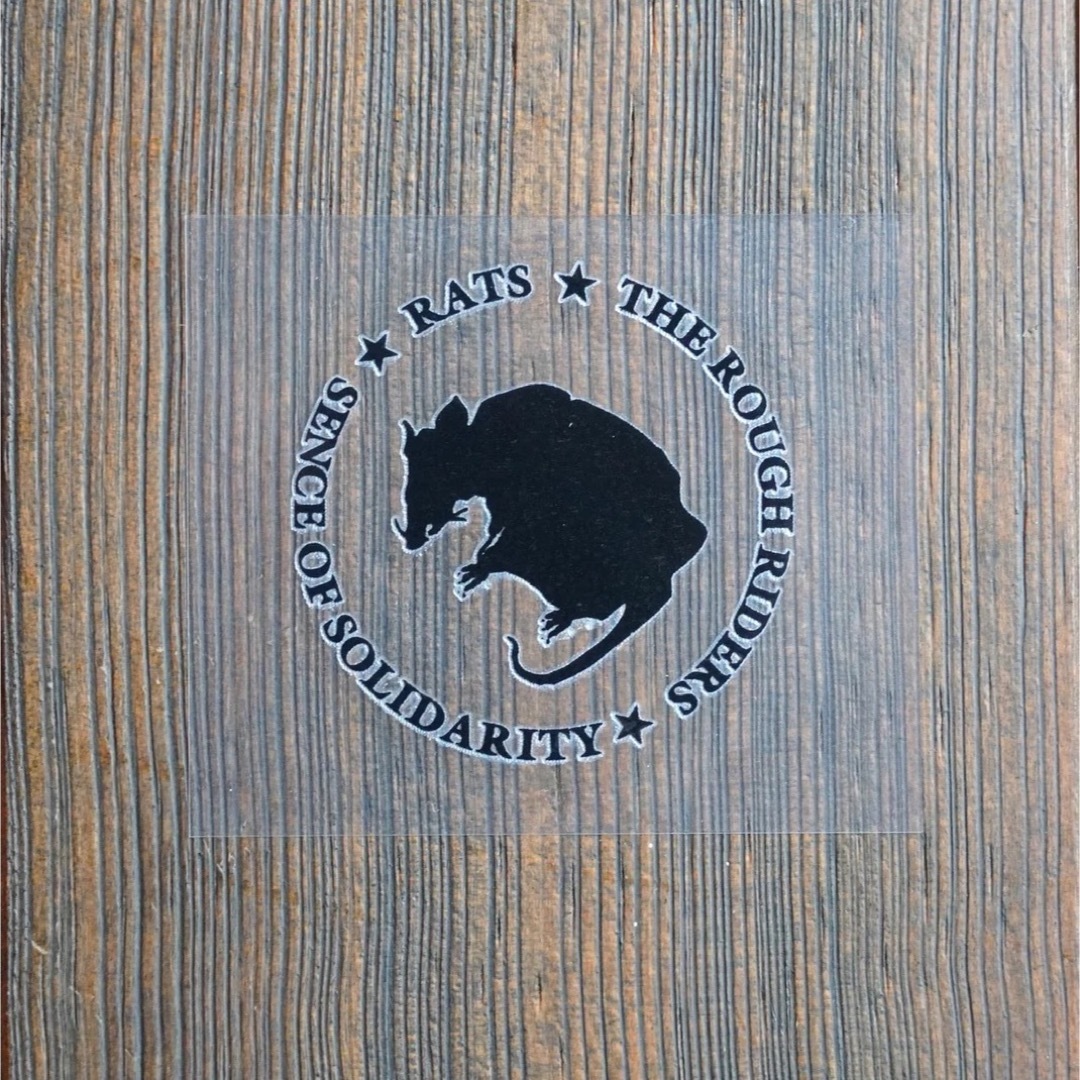 RATS ★ THE ROUGH RIDERS ★ SENCE OF SOLIDARITY ★